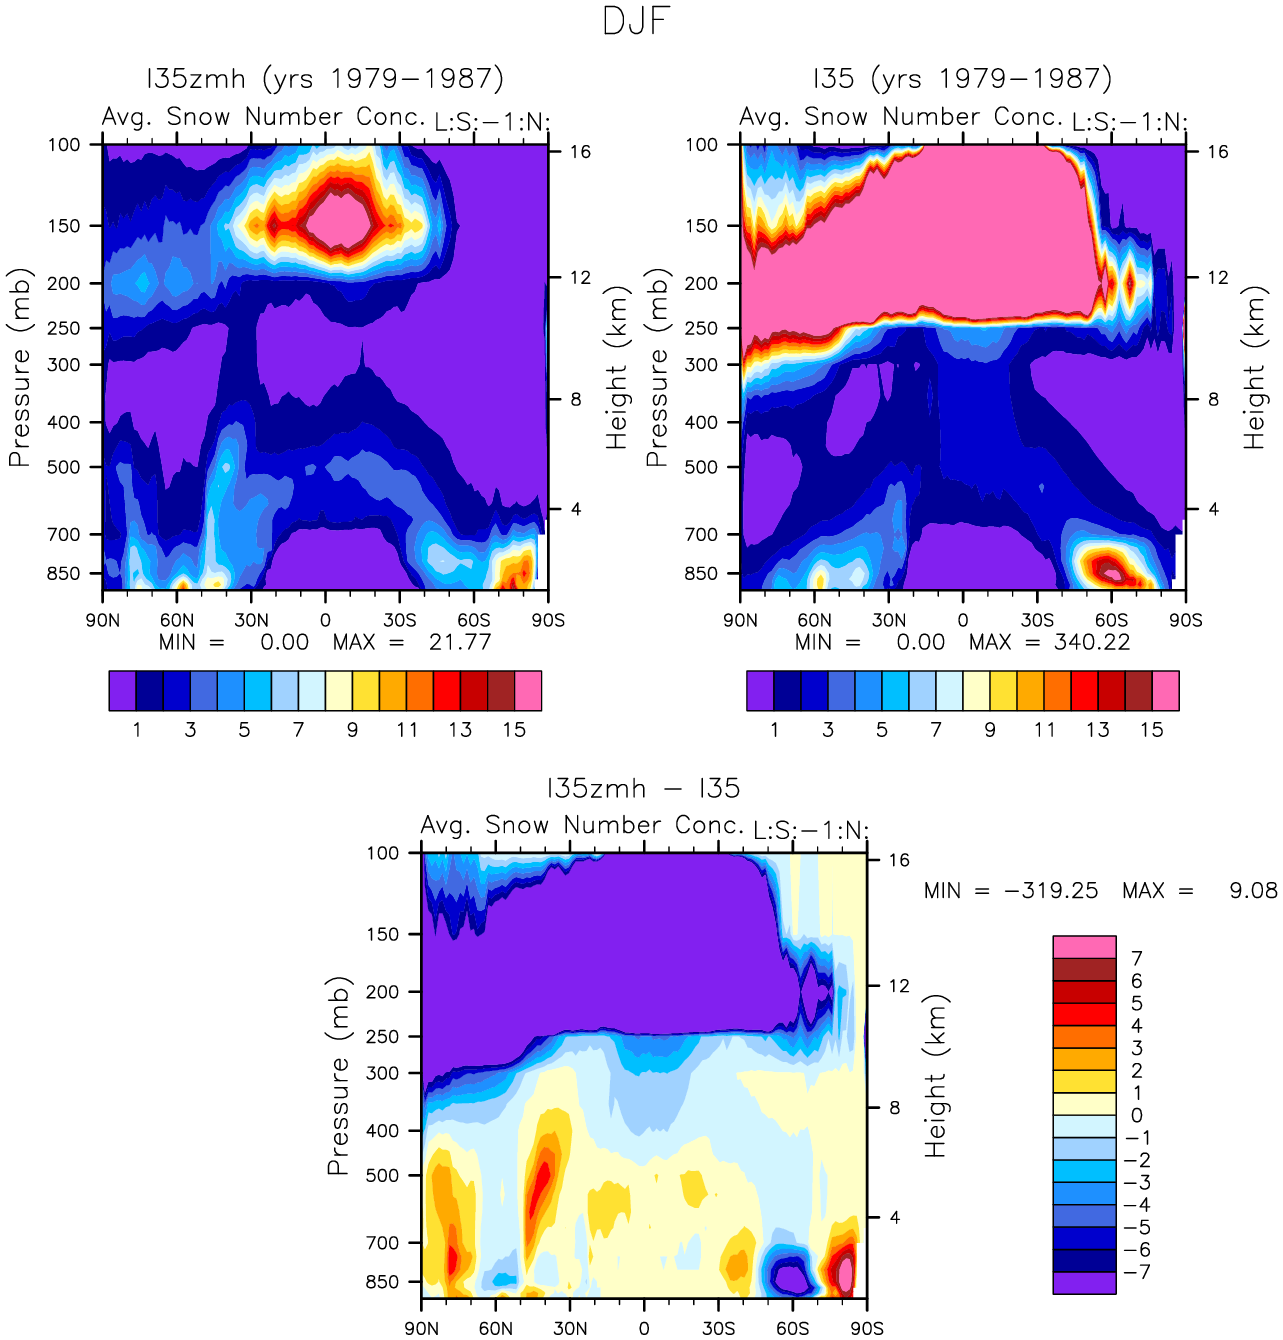 DJF
I35zmh (yrs 1979-1987)
Avg. Snow Number Conc. L:S:-1:N:
100
150
200
250
300
400
500
700
850
Pressure (mb)
16
12
8
4
Height (km)
90N 60N 30N 0 30S 60S 90S
MIN = 0.00 MAX = 21.77
1 3 5 7 9 11 13 15
I35 (yrs 1979-1987)
Avg. Snow Number Conc. L:S:-1:N:
100
150
200
250
300
400
500
700
850
Pressure (mb)
16
12
8
4
Height (km)
90N 60N 30N 0 30S 60S 90S
MIN = 0.00 MAX = 340.22
1 3 5 7 9 11 13 15
I35zmh - I35
Avg. Snow Number Conc. L:S:-1:N:
100
150
200
250
300
400
500
700
850
Pressure (mb)
16
12
8
4
Height (km)
90N 60N 30N 0 30S 60S 90S
MIN = -319.25 MAX = 9.08
7
6
5
4
3
2
1
0
-1
-2
-3
-4
-5
-6
-7